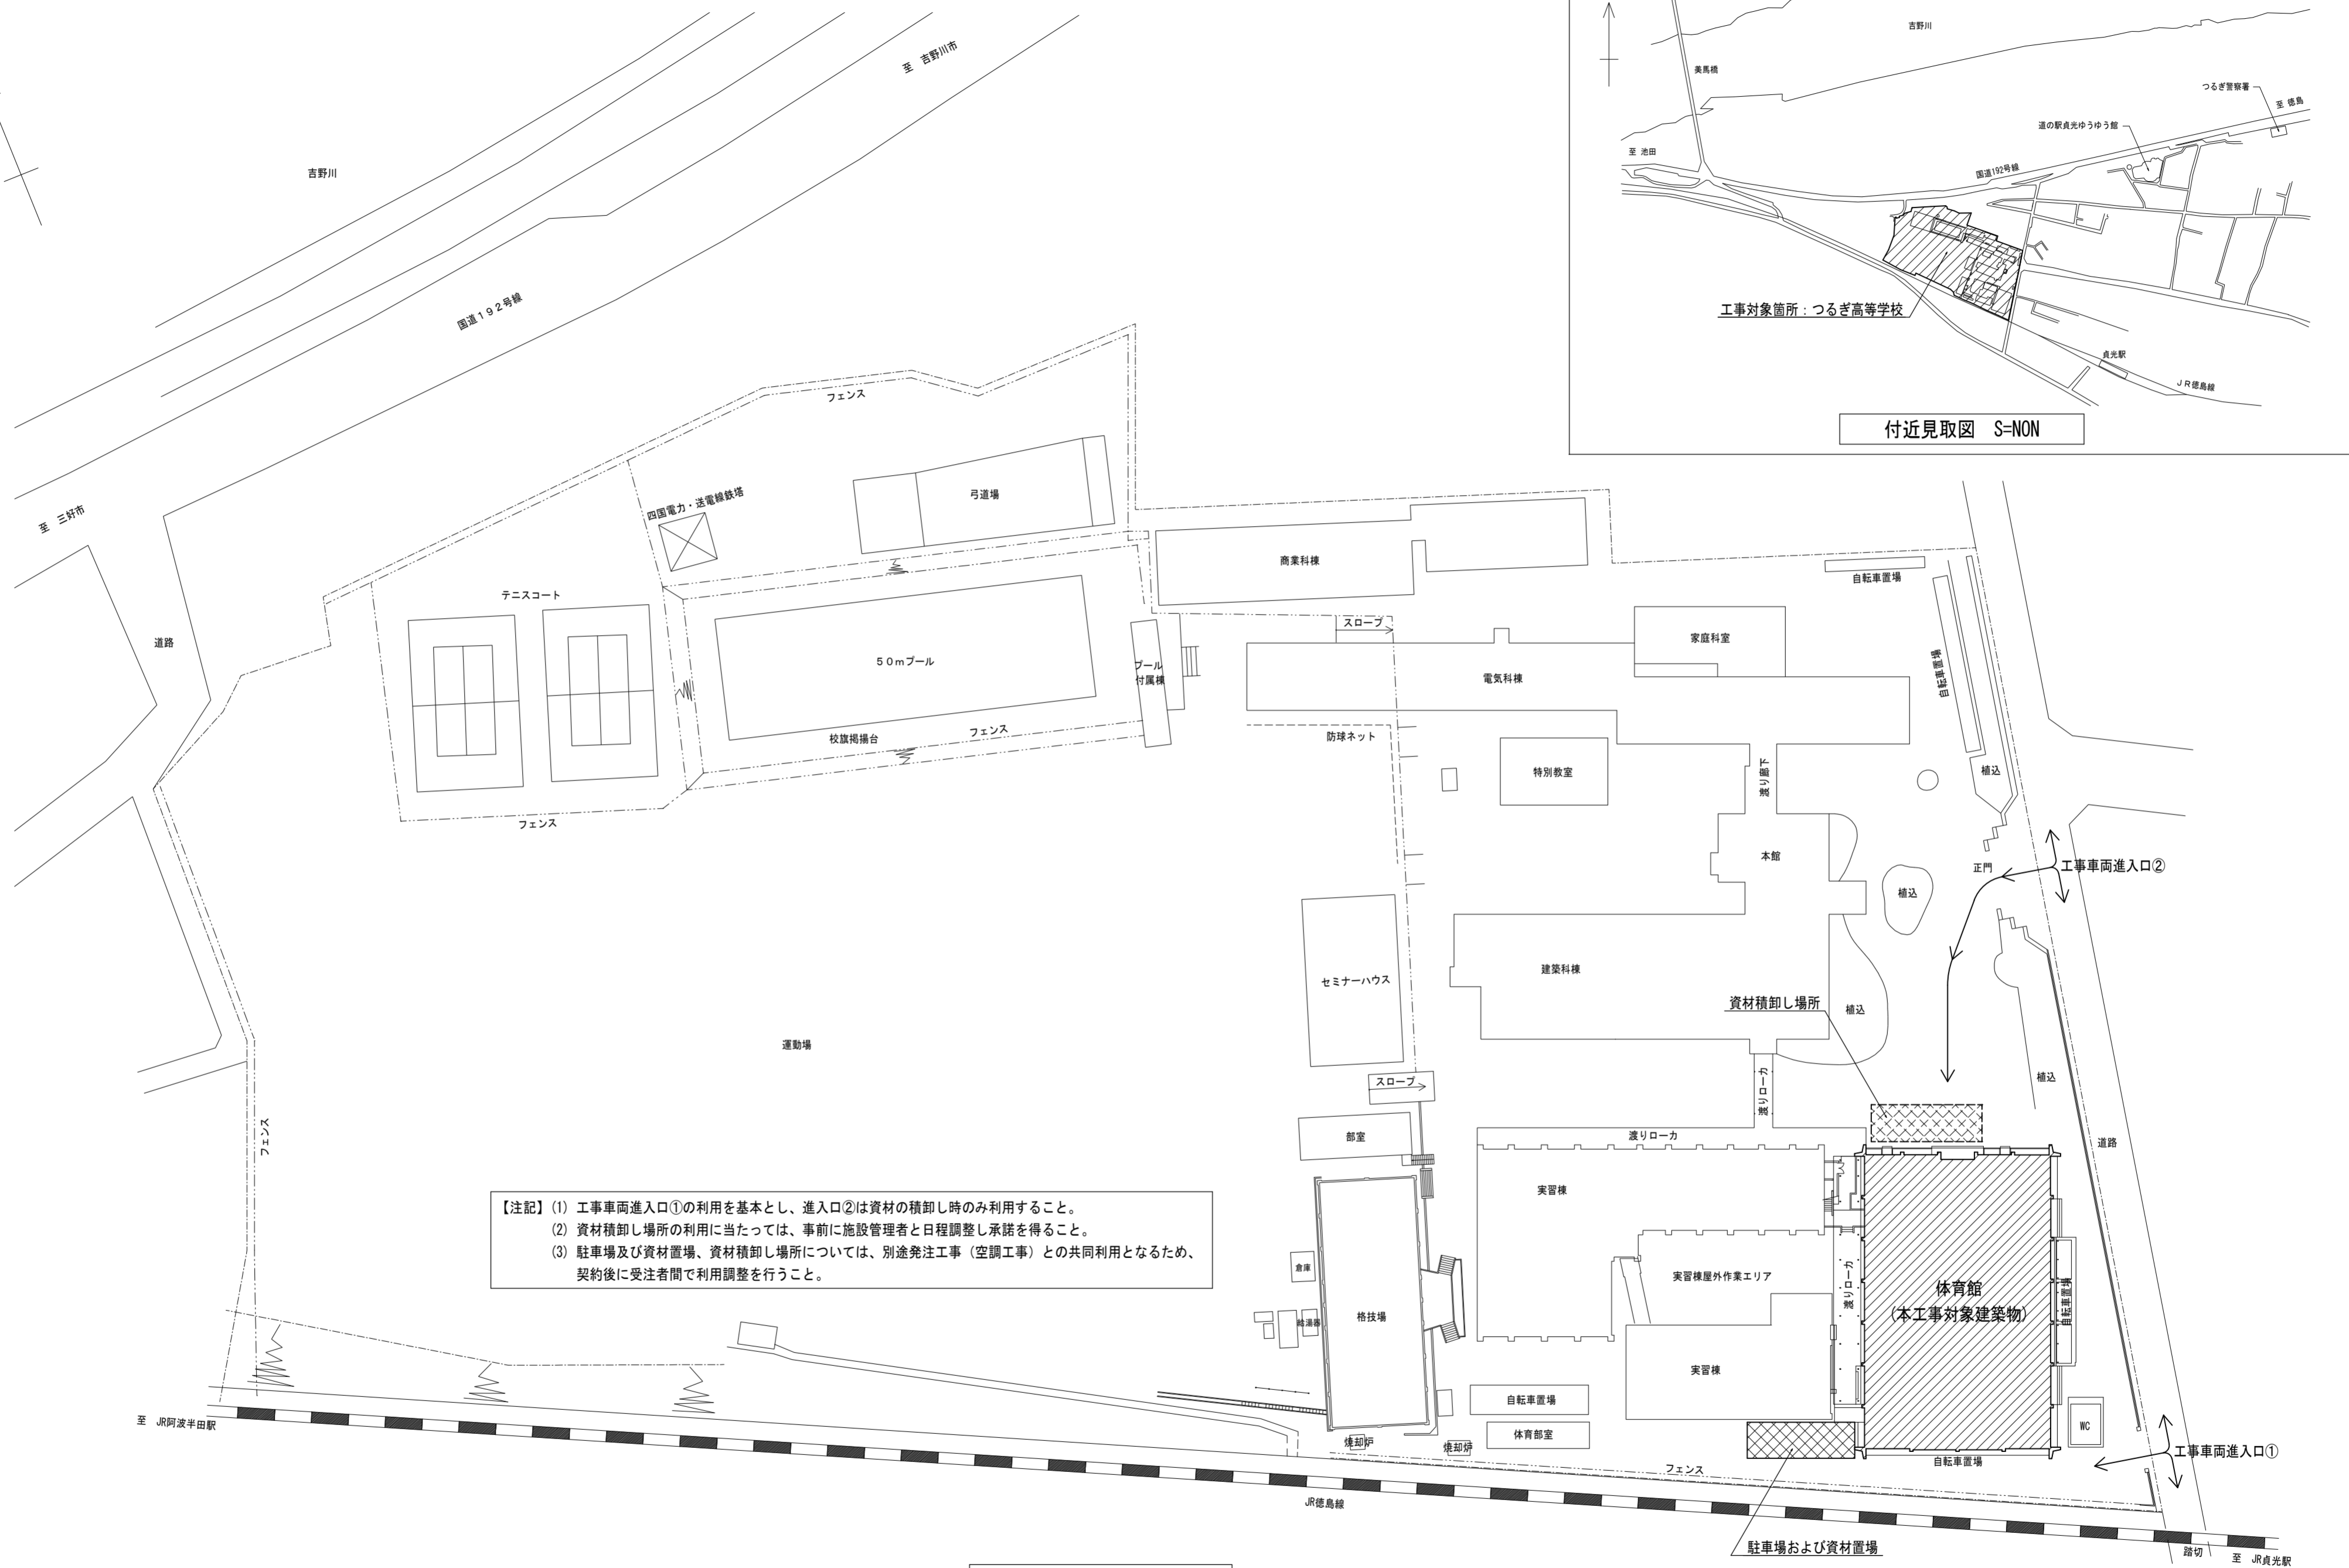 吉野川
至 吉野川市
国道192号線
至 三好市
道路
吉野川
美馬橋
つるぎ警察署
至 徳島
道の駅貞光ゆうゆう館
至 池田
国道192号線
工事対象箇所:つるぎ高等学校
貞光駅
JR徳島線
付近見取図 S=NON
フェンス
四国電力・送電線鉄塔
弓道場
商業科棟
自転車置場
テニスコート
スロープ
家庭科室
50mプール
プール
付属棟
電気科棟
自転車置場
校旗掲揚台
フェンス
防球ネット
特別教室
渡り廊下
植込
フェンス
本館
正門
工事車両進入口②
植込
セミナーハウス
建築科棟
資材積卸し場所
植込
運動場
スロープ
渡りローカ
植込
フェンス
部室
渡りローカ
道路
実習棟
【注記】(1) 工事車両進入口①の利用を基本とし、進入口②は資材の積卸し時のみ利用すること。
(2) 資材積卸し場所の利用に当たっては、事前に施設管理者と日程調整し承諾を得ること。
(3) 駐車場及び資材置場、資材積卸し場所については、別途発注工事(空調工事)との共同利用となるため、
契約後に受注者間で利用調整を行うこと。
倉庫
実習棟屋外作業エリア
渡りローカ
体育館
(本工事対象建築物)
自転車置場
給湯器
格技場
実習棟
自転車置場
体育部室
WC
至 JR阿波半田駅
焼却炉
焼却炉
フェンス
自転車置場
工事車両進入口①
JR徳島線
駐車場および資材置場
踏切
至 JR貞光駅